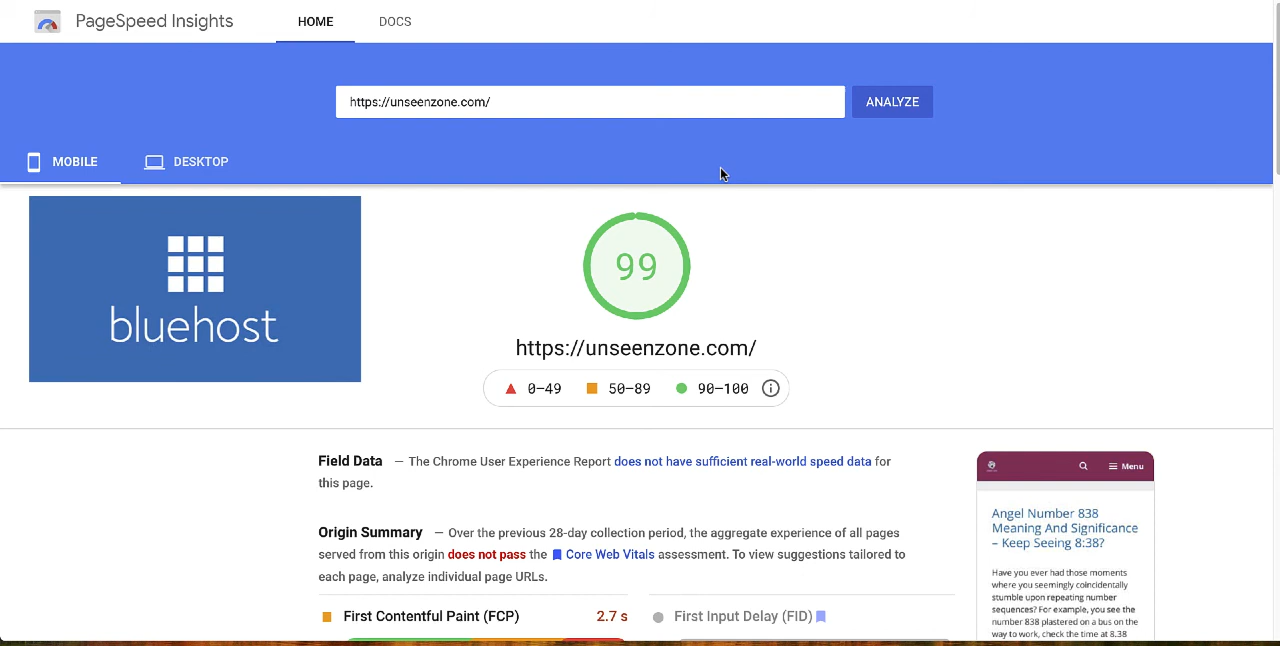 PageSpeed Insights
HOME
DOCS
https://unseenzone.com/
ANALYZE
MOBILE
DESKTOP
bluehost
99
https://unseenzone.com/
0–49
50–89
90–100
Field Data — The Chrome User Experience Report does not have sufficient real-world speed data for
this page.
Origin Summary — Over the previous 28-day collection period, the aggregate experience of all pages
served from this origin does not pass the Core Web Vitals assessment. To view suggestions tailored to
each page, analyze individual page URLs.
First Contentful Paint (FCP)
2.7 s
First Input Delay (FID)
Menu
Angel Number 838
Meaning And Significance
– Keep Seeing 8:38?
Have you ever had those moments
where you seemingly coincidentally
stumble upon repeating number
sequences? For example, you see the
number 838 plastered on a bus on the
way to work, check the time at 8.38